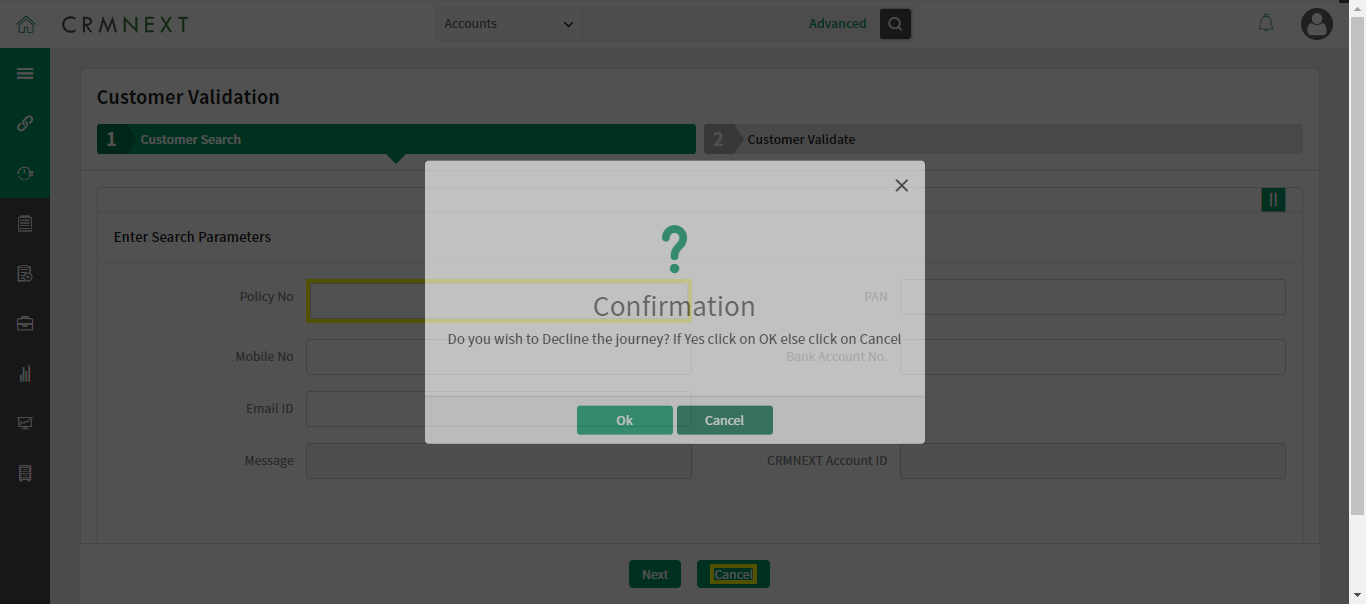 CRMNEXT
Accounts
Advanced
Customer Validation
1 Customer Search
2 Customer Validate
Enter Search Parameters
Policy No
PAN
Confirmation
Do you wish to Decline the journey? If Yes click on OK else click on Cancel
Mobile No
Bank Account No.
Email ID
Ok
Cancel
Message
CRMNEXT Account ID
Next
Cancel